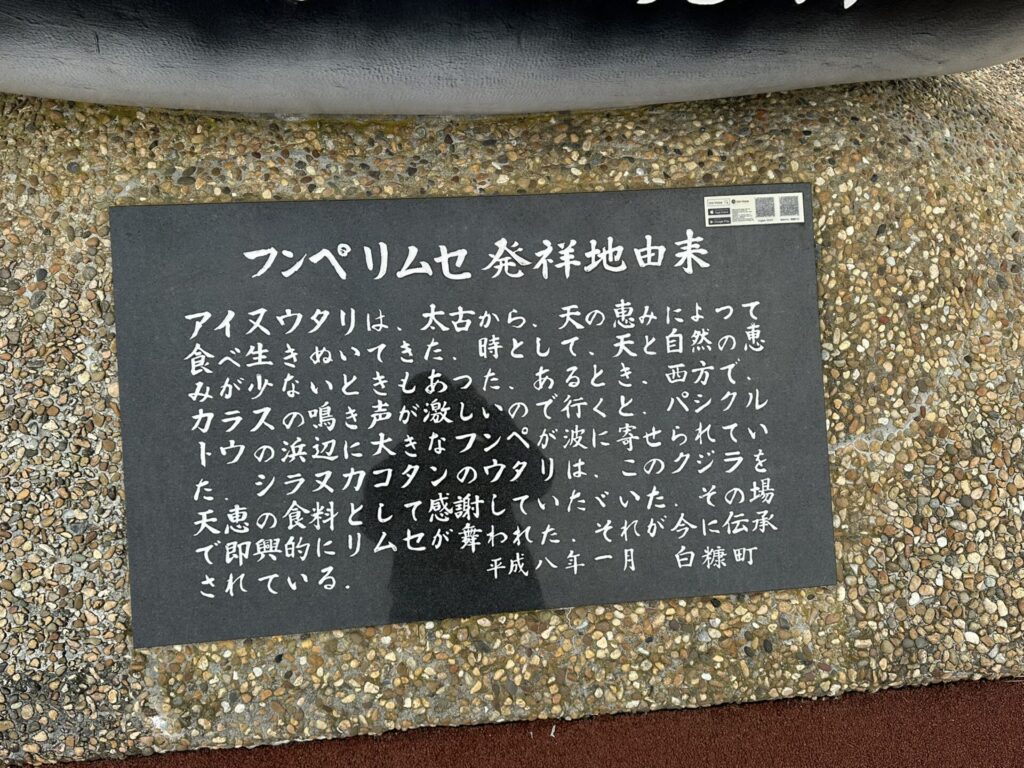 フンペリムセ発祥地由来
アイヌウタリは、太古から、天の恵みによって
食べ生きぬいてきた．時として、天と自然の恵
みが少ないときもあった．あるとき、西方で、
カラスの鳴き声が激しいので行くと、パシクル
トウの浜辺に大きなフンペが波に寄せられてい
た．シラヌカコタンのウタリは、このクジラを
天恵の食料として感謝していたゞいた．その場
で即興的にリムセが舞われた．それが今に伝承
されている．
平成八年一月　白糠町